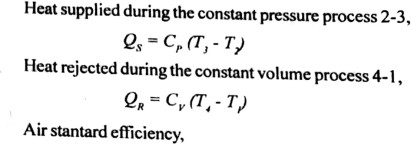 Heat supplied during the constant pressure process 2-3,
Q_S = C_P (T_3 - T_2)
Heat rejected during the constant volume process 4-1,
Q_R = C_V (T_4 - T_1)
Air stantard efficiency,